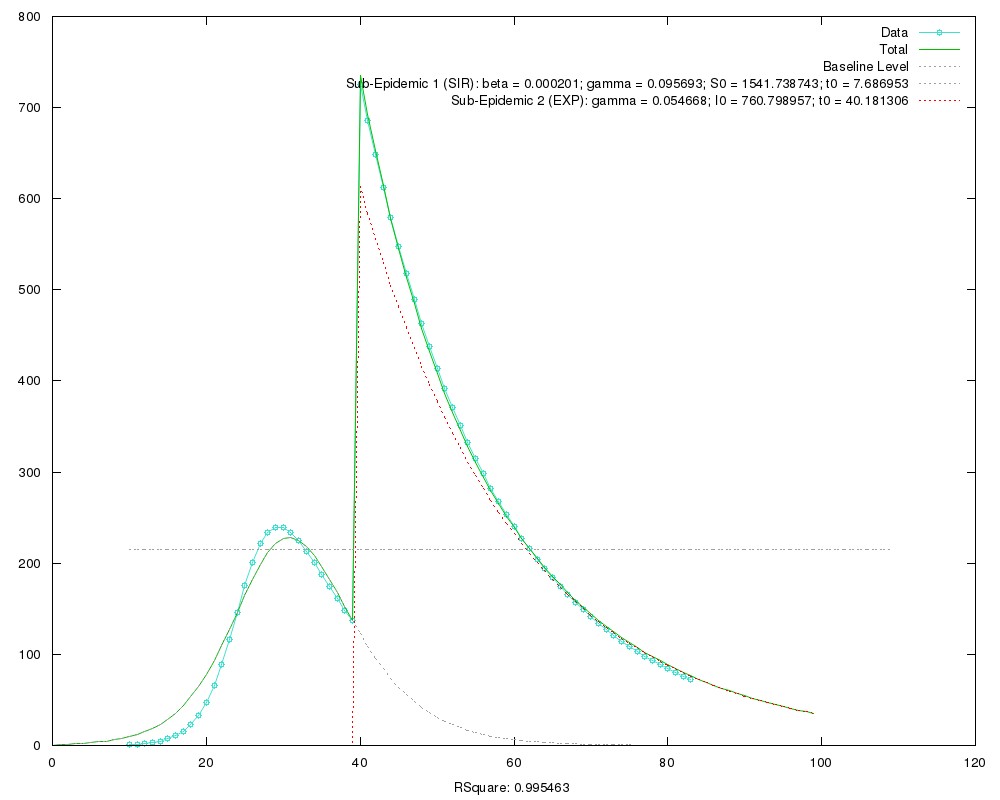 800
700
600
500
400
300
200
100
0
0 20 40 60 80 100 120
Data
Total
Baseline Level
Sub-Epidemic 1 (SIR): beta = 0.000201; gamma = 0.095693; S0 = 1541.738743; t0 = 7.686953
Sub-Epidemic 2 (EXP): gamma = 0.054668; I0 = 760.798957; t0 = 40.181306
RSquare: 0.995463